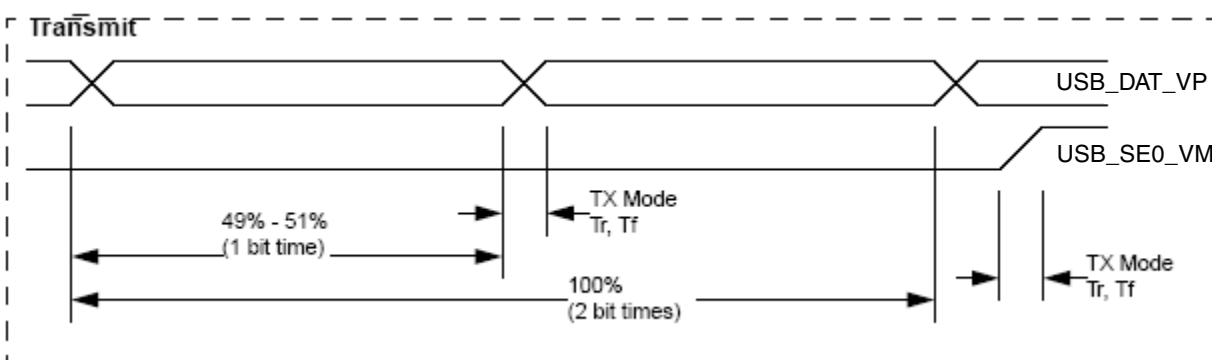 Transmit
USB_DAT_VP
USB_SE0_VM
TX Mode
Tr, Tf
49% - 51%
(1 bit time)
100%
(2 bit times)
TX Mode
Tr, Tf